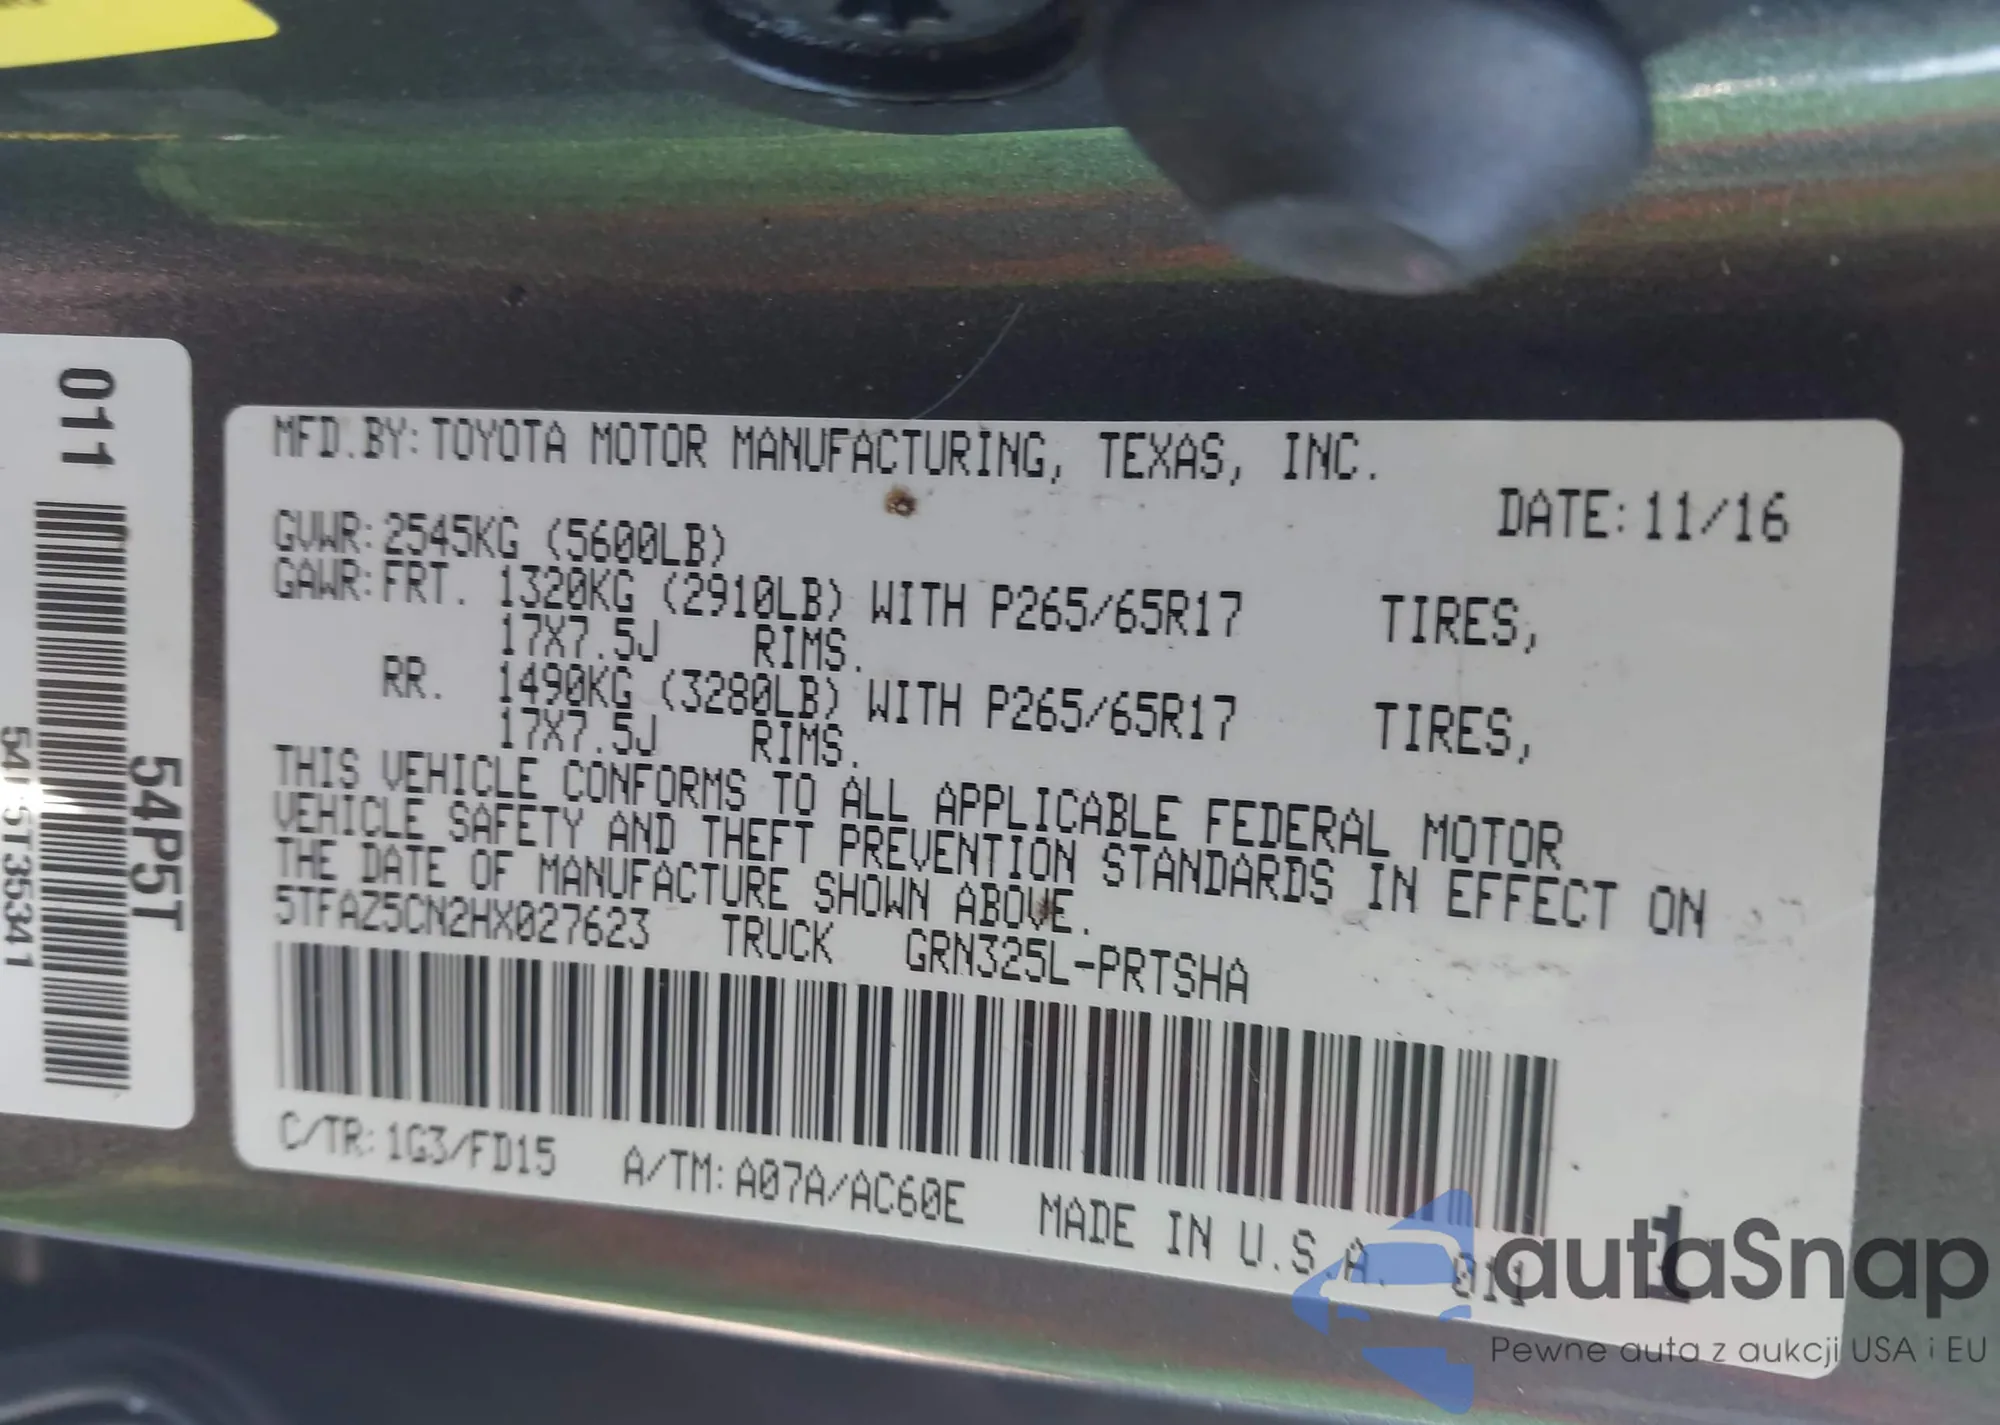 MFD.BY: TOYOTA MOTOR MANUFACTURING, TEXAS, INC.
DATE: 11/16
GVWR: 2545KG (5600LB)
GAWR: FRT. 1320KG (2910LB) WITH P265/65R17 TIRES,
17X7.5J RIMS.
RR. 1490KG (3280LB) WITH P265/65R17 TIRES,
17X7.5J RIMS.
THIS VEHICLE CONFORMS TO ALL APPLICABLE FEDERAL MOTOR
VEHICLE SAFETY AND THEFT PREVENTION STANDARDS IN EFFECT ON
THE DATE OF MANUFACTURE SHOWN ABOVE.
5TFAZ5CN2HX027623 TRUCK GRN325L-PRTSHA
C/TR: 1G3/FD15 A/TM: A07A/AC60E MADE IN U.S.A. 011
011
54P5T
54P5T35341
autaSnap
Pewne auta z aukcji USA i EU